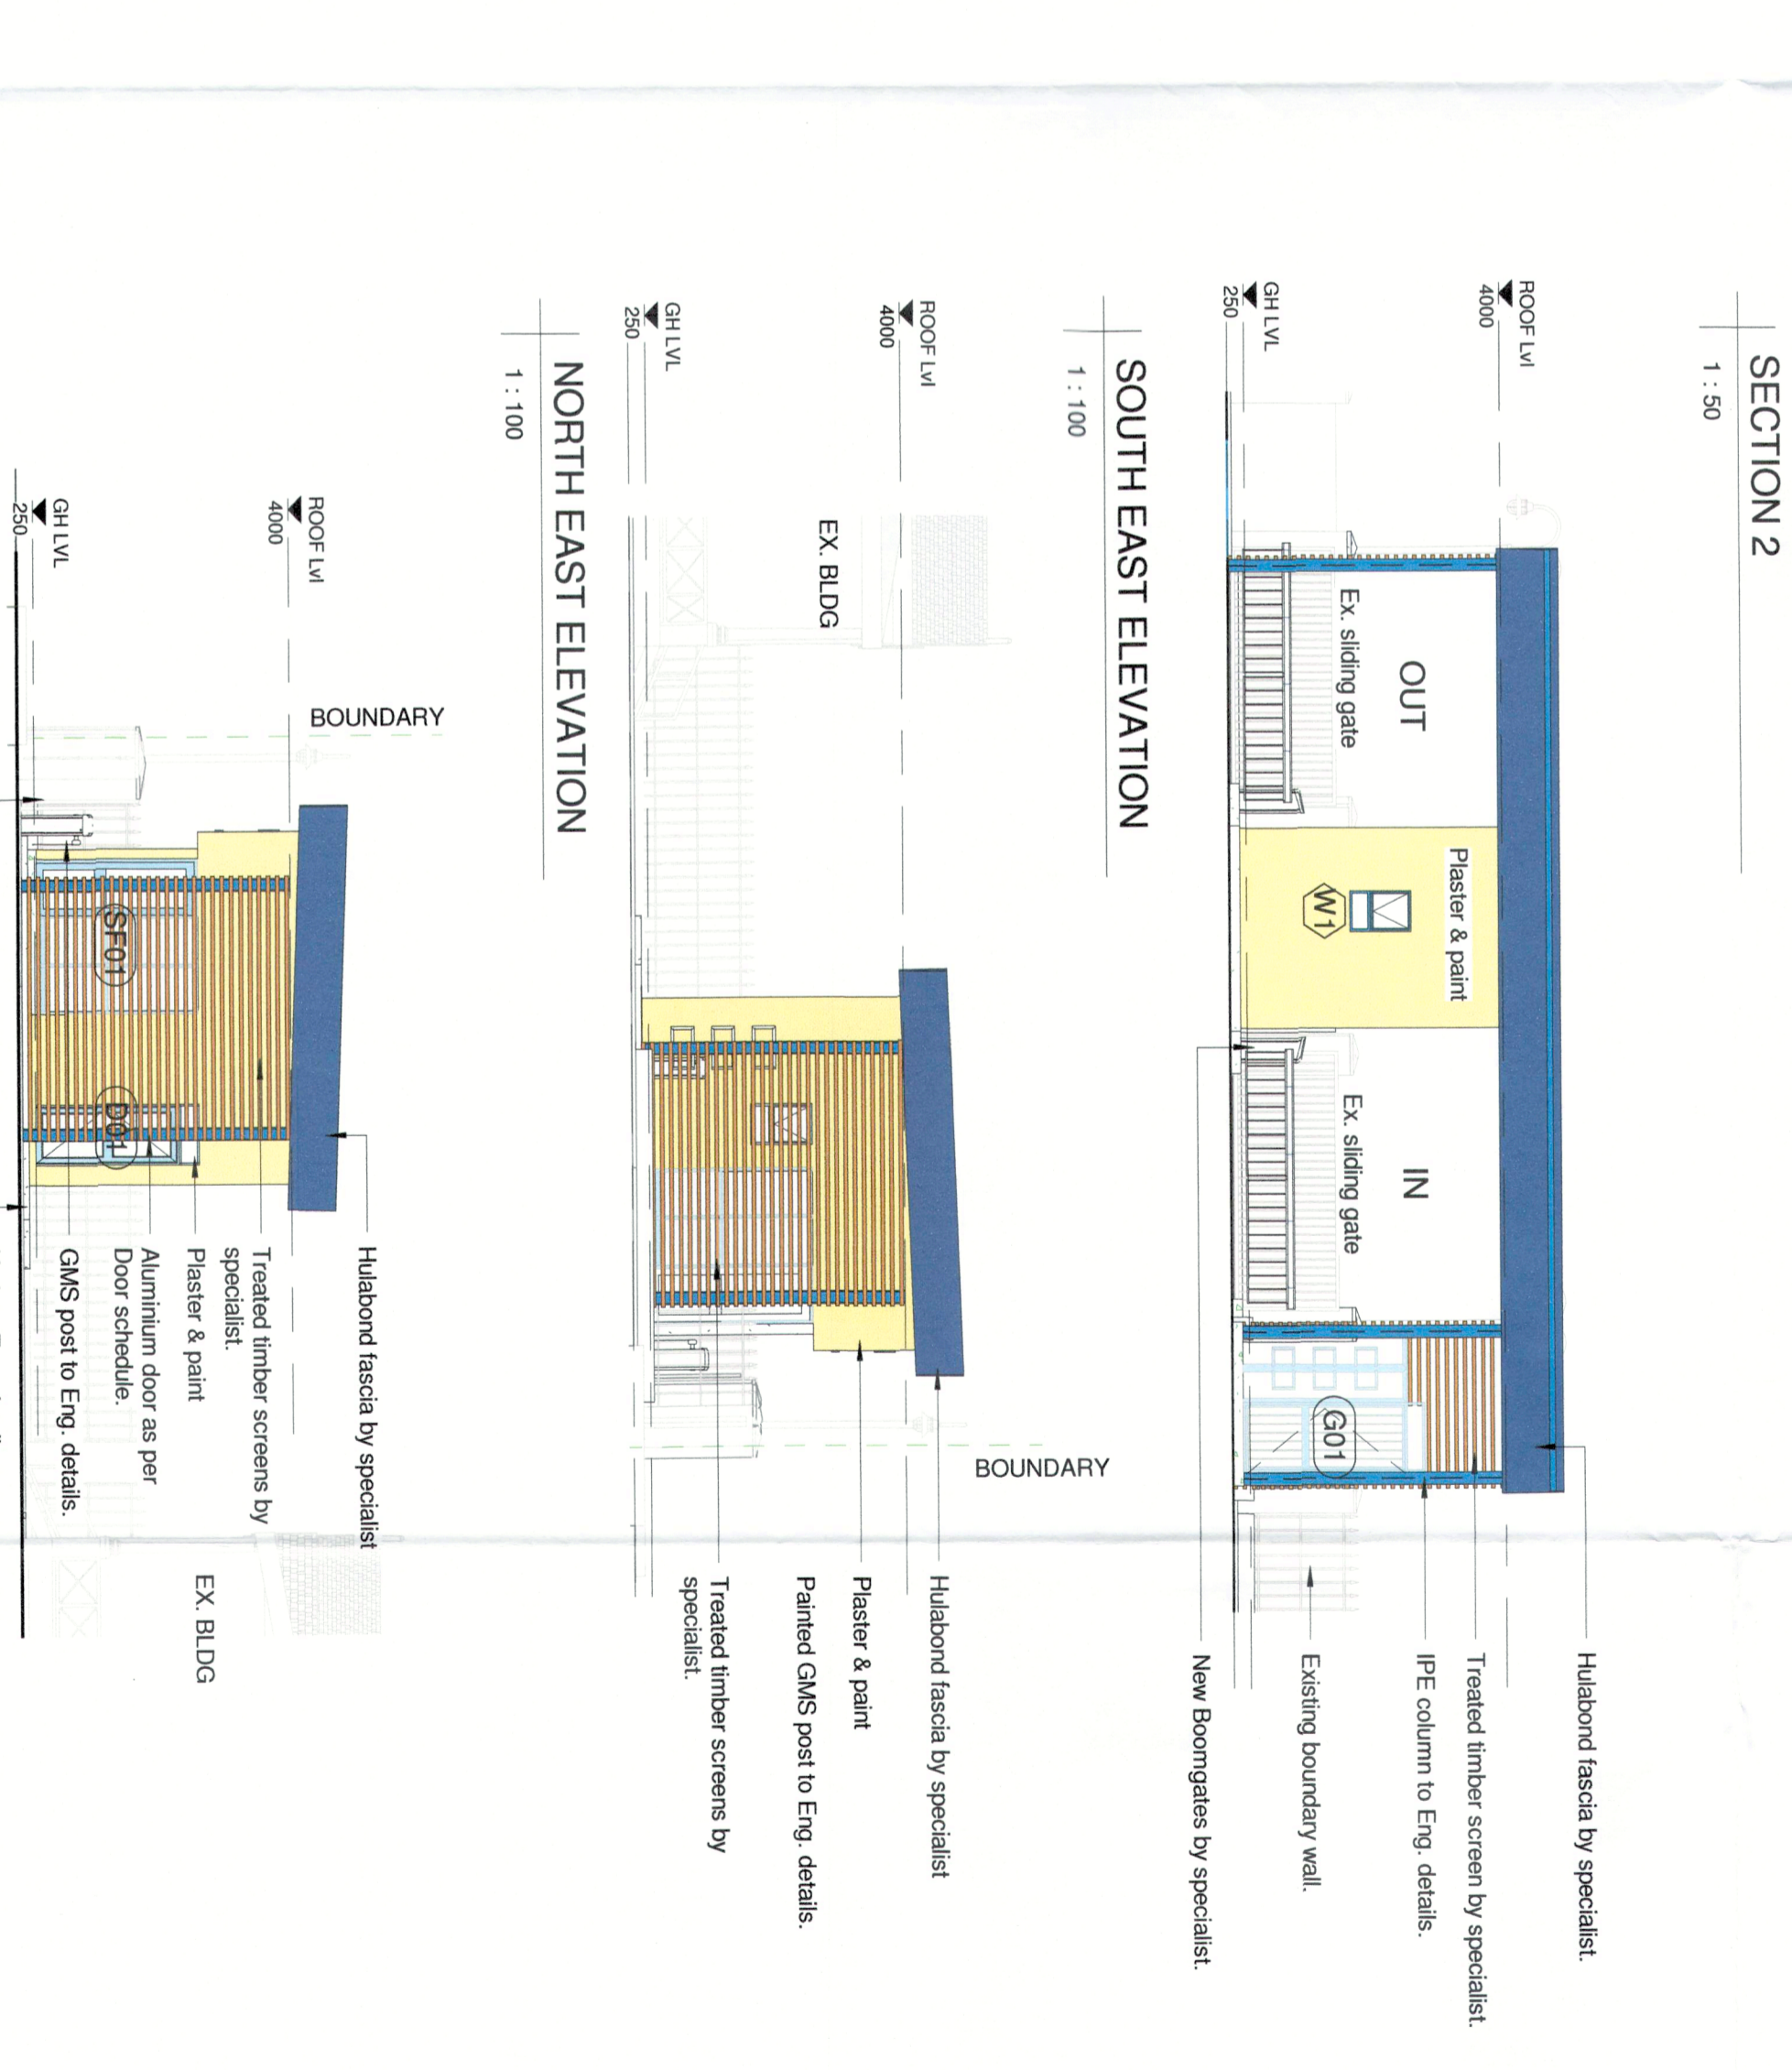 SECTION 2
1 : 50
ROOF Lvl
4000
GH LVL
250
OUT
Ex. sliding gate
Plaster & paint
W1
IN
Ex. sliding gate
G01
Hulabond fascia by specialist.
Treated timber screen by specialist.
IPE column to Eng. details.
Existing boundary wall.
New Boomgates by specialist.
SOUTH EAST ELEVATION
1 : 100
ROOF Lvl
4000
GH LVL
250
EX. BLDG
BOUNDARY
Hulabond fascia by specialist
Plaster & paint
Painted GMS post to Eng. details.
Treated timber screens by
specialist.
NORTH EAST ELEVATION
1 : 100
ROOF Lvl
4000
GH LVL
250
BOUNDARY
SF01
D01
Hulabond fascia by specialist
Treated timber screens by
specialist.
Plaster & paint
Aluminium door as per
Door schedule.
GMS post to Eng. details.
EX. BLDG